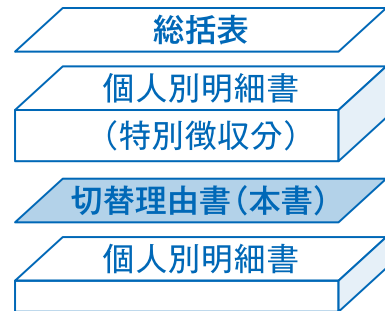 総括表
個人別明細書
（特別徴収分）
切替理由書（本書）
個人別明細書